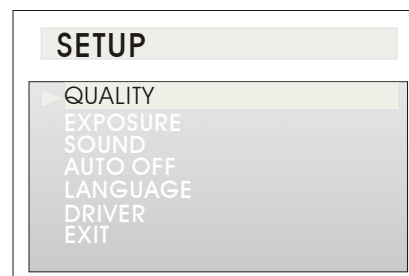 SETUP
QUALITY
EXPOSURE
SOUND
AUTO OFF
LANGUAGE
DRIVER
EXIT